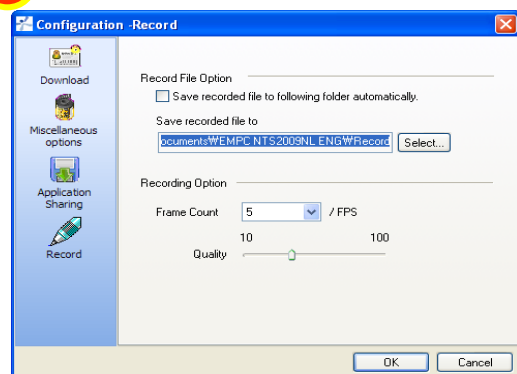 Configuration -Record
Download
Miscellaneous
options
Application
Sharing
Record
Record File Option
Save recorded file to following folder automatically.
Save recorded file to
ocuments₩EMPC NTS2009NL ENG₩Record
Select...
Recording Option
Frame Count 5 / FPS
10 100
Quality
OK Cancel